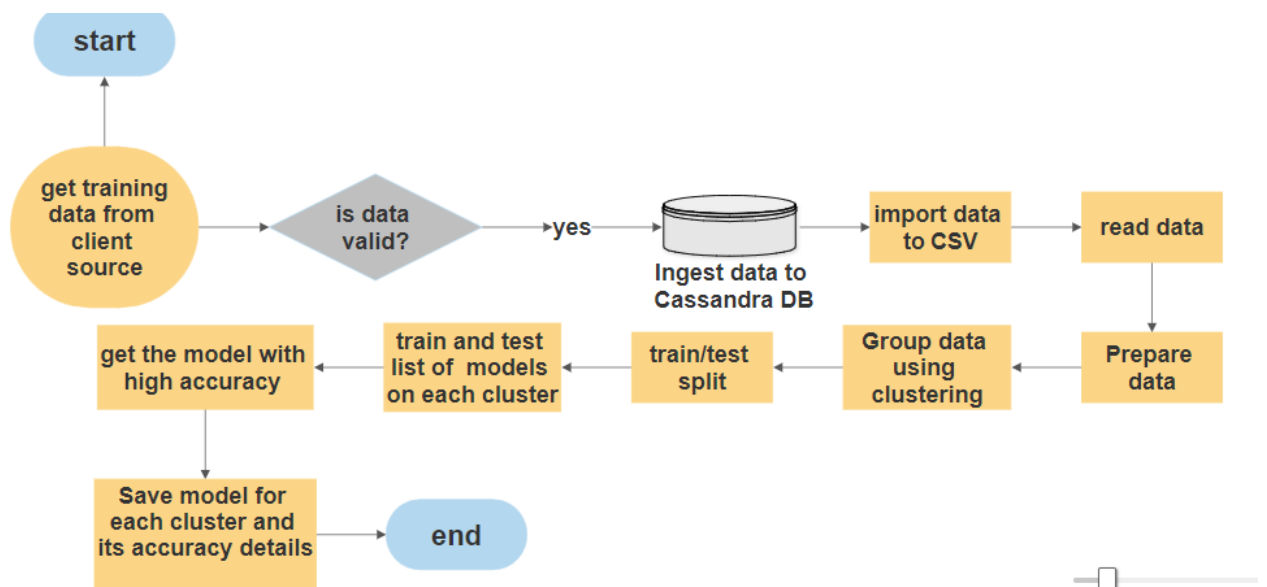 start
get training
data from
client
source
is data
valid?
yes
Ingest data to
Cassandra DB
import data
to CSV
read data
Prepare
data
Group data
using
clustering
train/test
split
train and test
list of models
on each cluster
get the model with
high accuracy
Save model for
each cluster and
its accuracy details
end